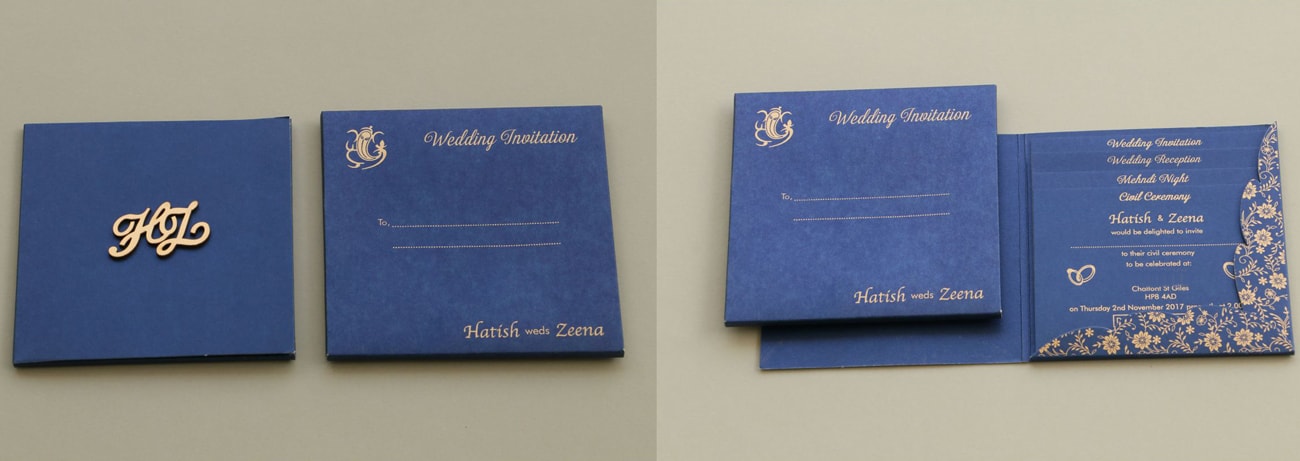 HZ
Wedding Invitation
To,
Hatish weds Zeena
Wedding Invitation
To,
Hatish weds Zeena
Wedding Invitation
Wedding Reception
Mehndi Night
Civil Ceremony
Hatish & Zeena
would be delighted to invite
to their civil ceremony
to be celebrated at:
Chalfont St Giles
HP8 4AD
on Thursday 2nd November 2017